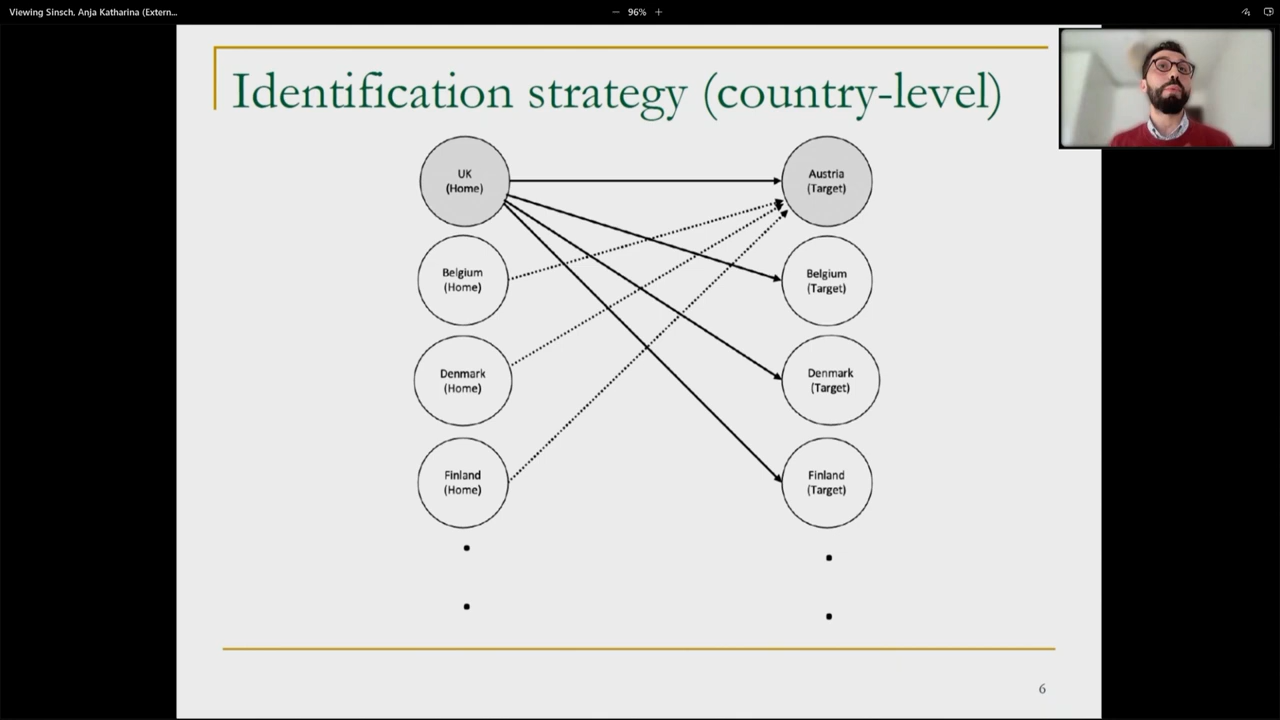 Viewing Sinsch, Anja Katharina (Extern...
96%
Identification strategy (country-level)
UK
(Home)
Austria
(Target)
Belgium
(Home)
Belgium
(Target)
Denmark
(Home)
Denmark
(Target)
Finland
(Home)
Finland
(Target)
6